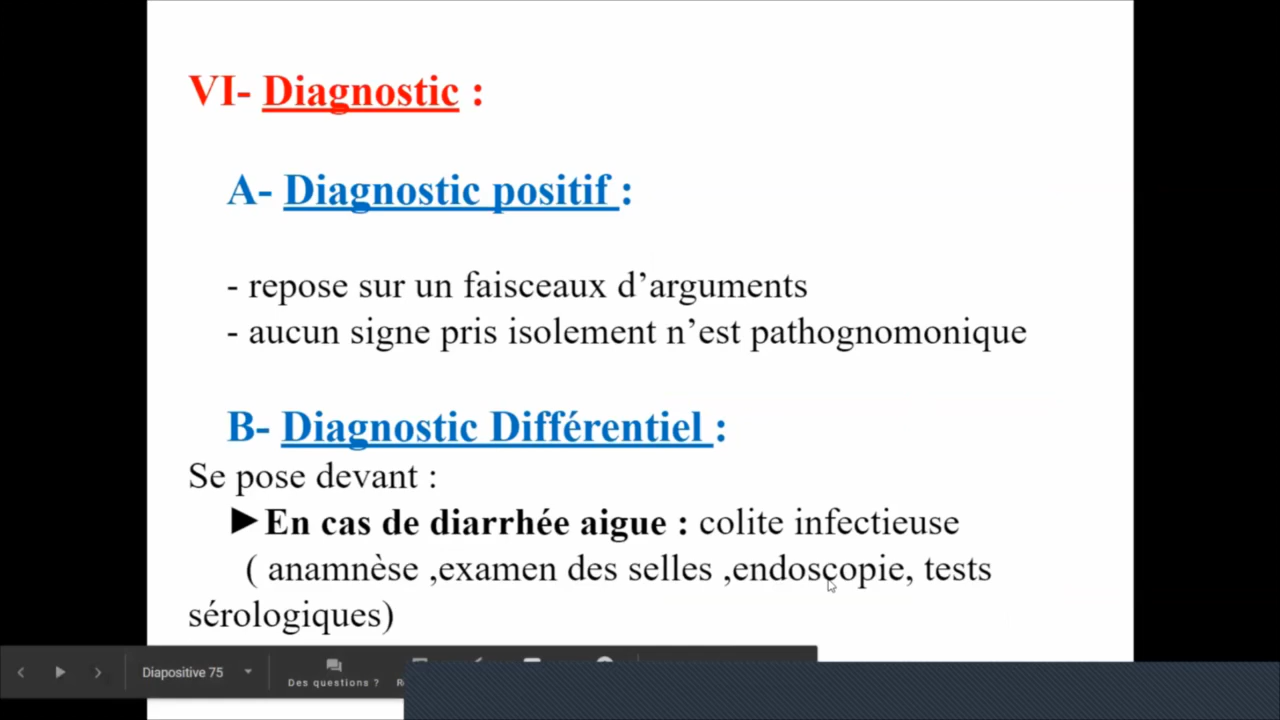 VI- Diagnostic :
A- Diagnostic positif :
- repose sur un faisceaux d’arguments
- aucun signe pris isolement n’est pathognomonique
B- Diagnostic Différentiel :
Se pose devant :
►En cas de diarrhée aigue : colite infectieuse
( anamnèse ,examen des selles ,endoscopie, tests
sérologiques)
Diapositive 75
Des questions ?